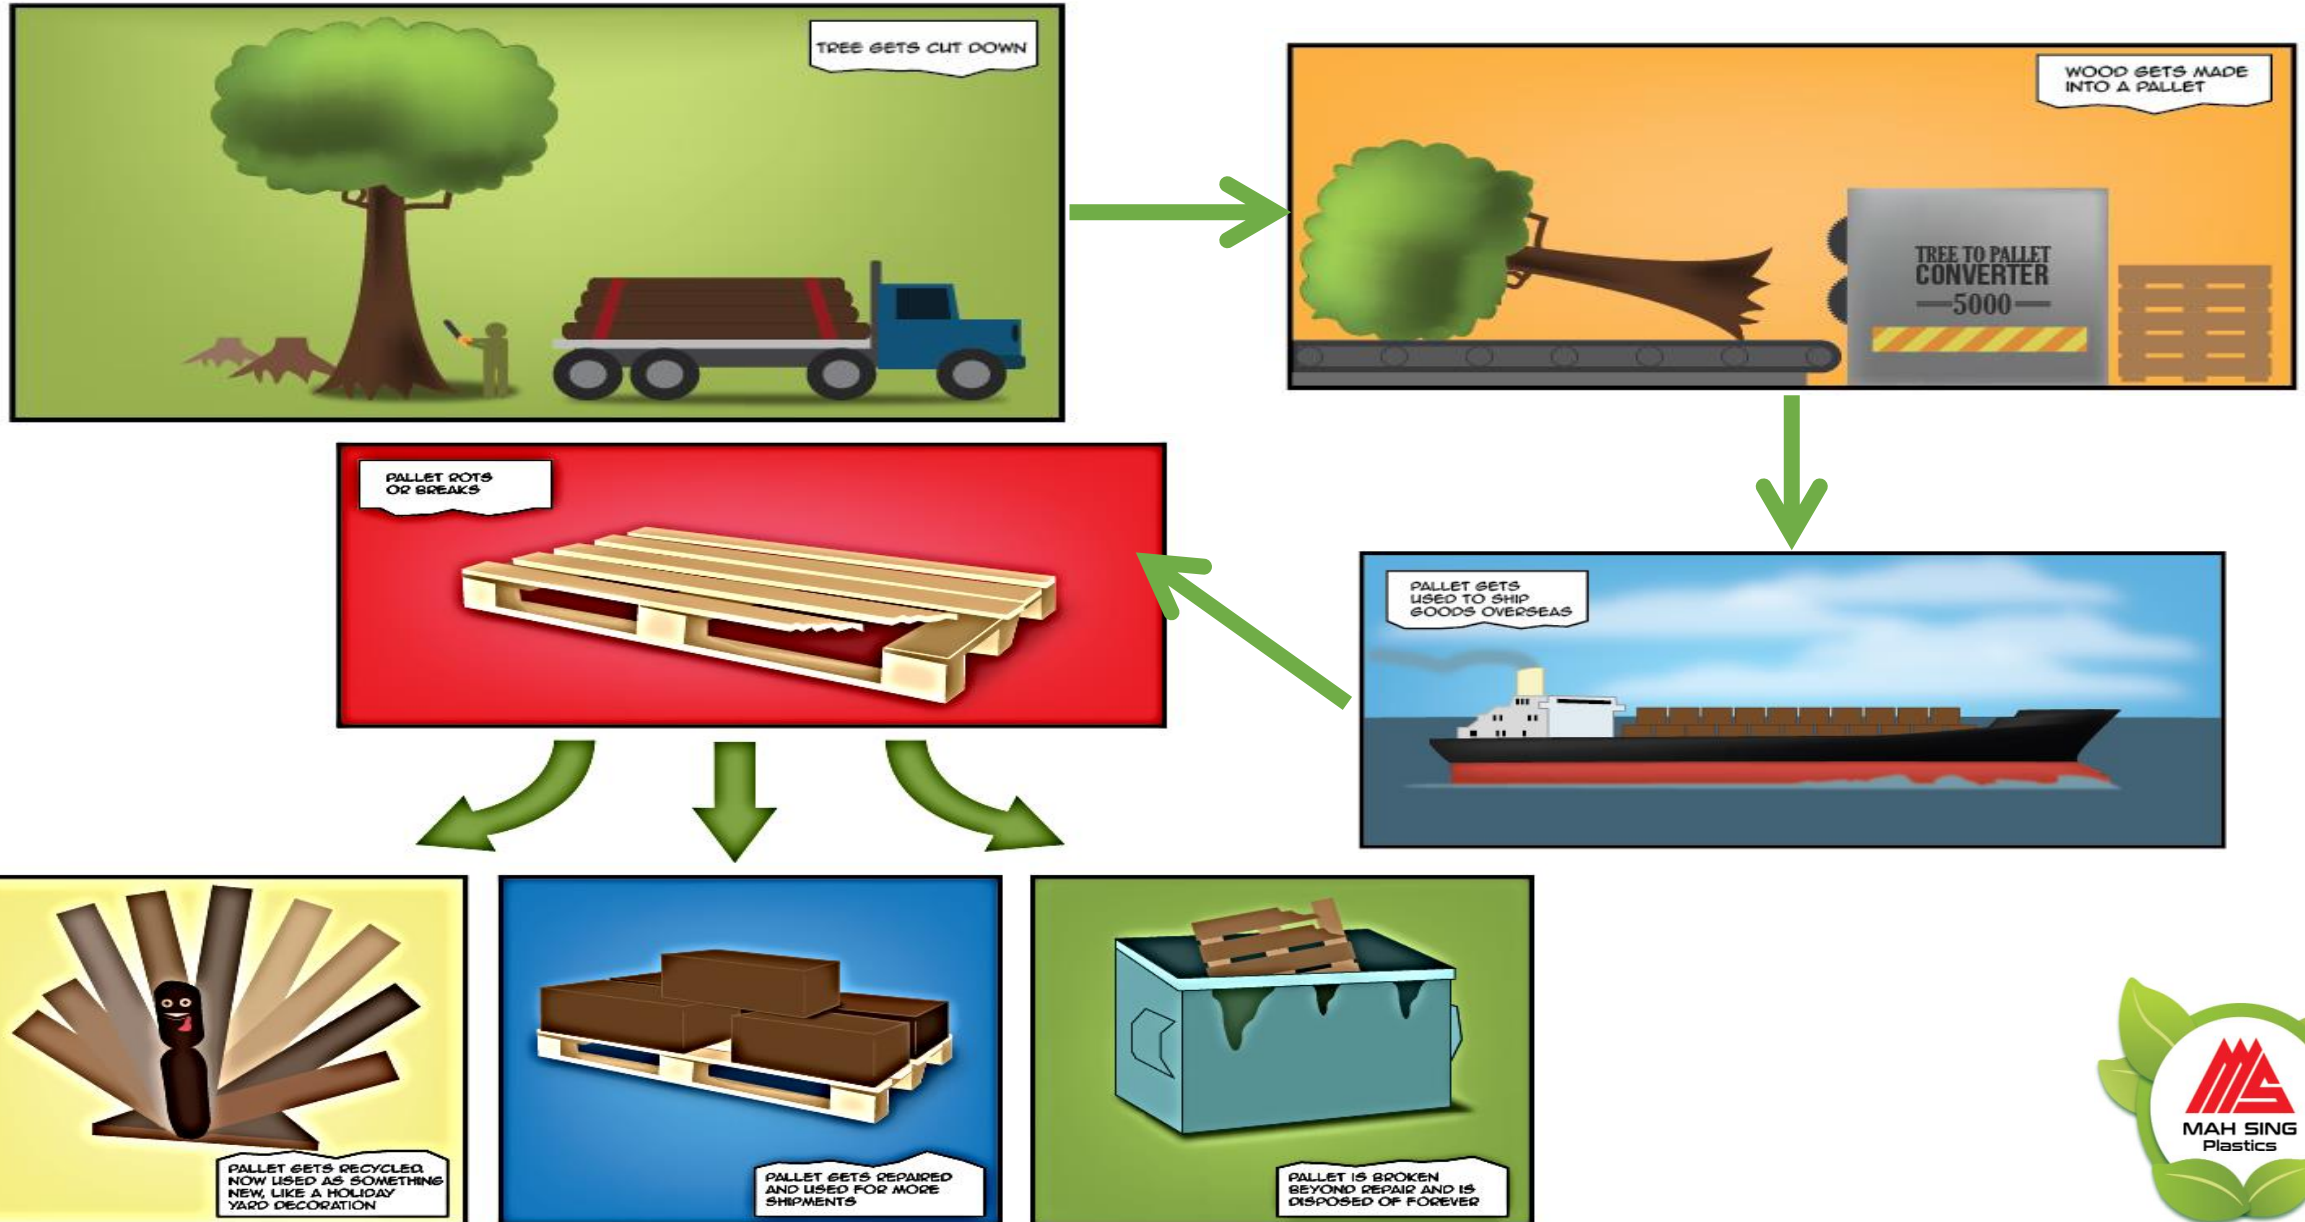 TREE GETS CUT DOWN
WOOD GETS MADE
INTO A PALLET
TREE TO PALLET
CONVERTER
5000
PALLET GETS
USED TO SHIP
GOODS OVERSEAS
PALLET ROTS
OR BREAKS
PALLET GETS RECYCLED.
NOW USED AS SOMETHING
NEW, LIKE A HOLIDAY
YARD DECORATION
PALLET GETS REPAIRED
AND USED FOR MORE
SHIPMENTS
PALLET IS BROKEN
BEYOND REPAIR AND IS
DISPOSED OF FOREVER
MAH SING
Plastics